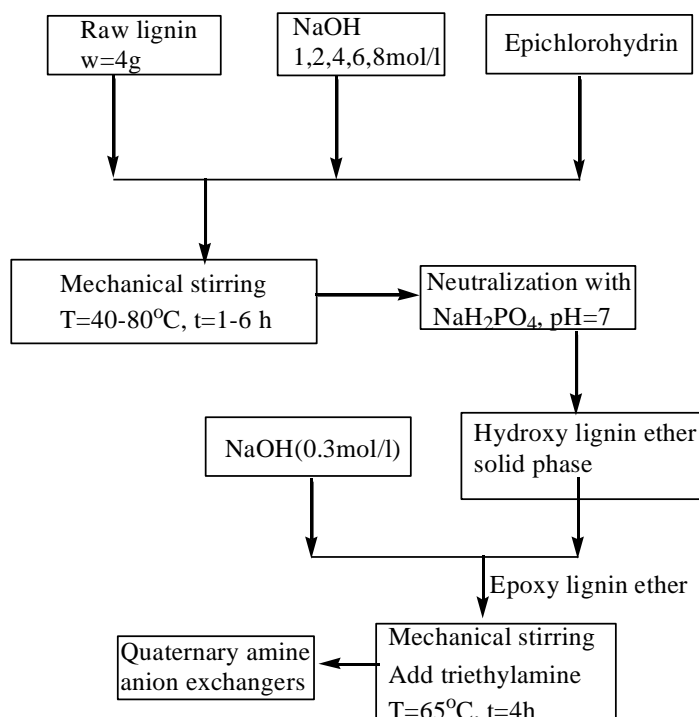 Raw lignin
w=4g
NaOH
1,2,4,6,8mol/l
Epichlorohydrin
Mechanical stirring
T=40-80°C, t=1-6 h
Neutralization with
NaH₂PO₄, pH=7
NaOH(0.3mol/l)
Hydroxy lignin ether
solid phase
Epoxy lignin ether
Quaternary amine
anion exchangers
Mechanical stirring
Add triethylamine
T=65°C, t=4h